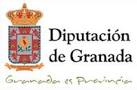 Diputación
de Granada
Granada es Provincia